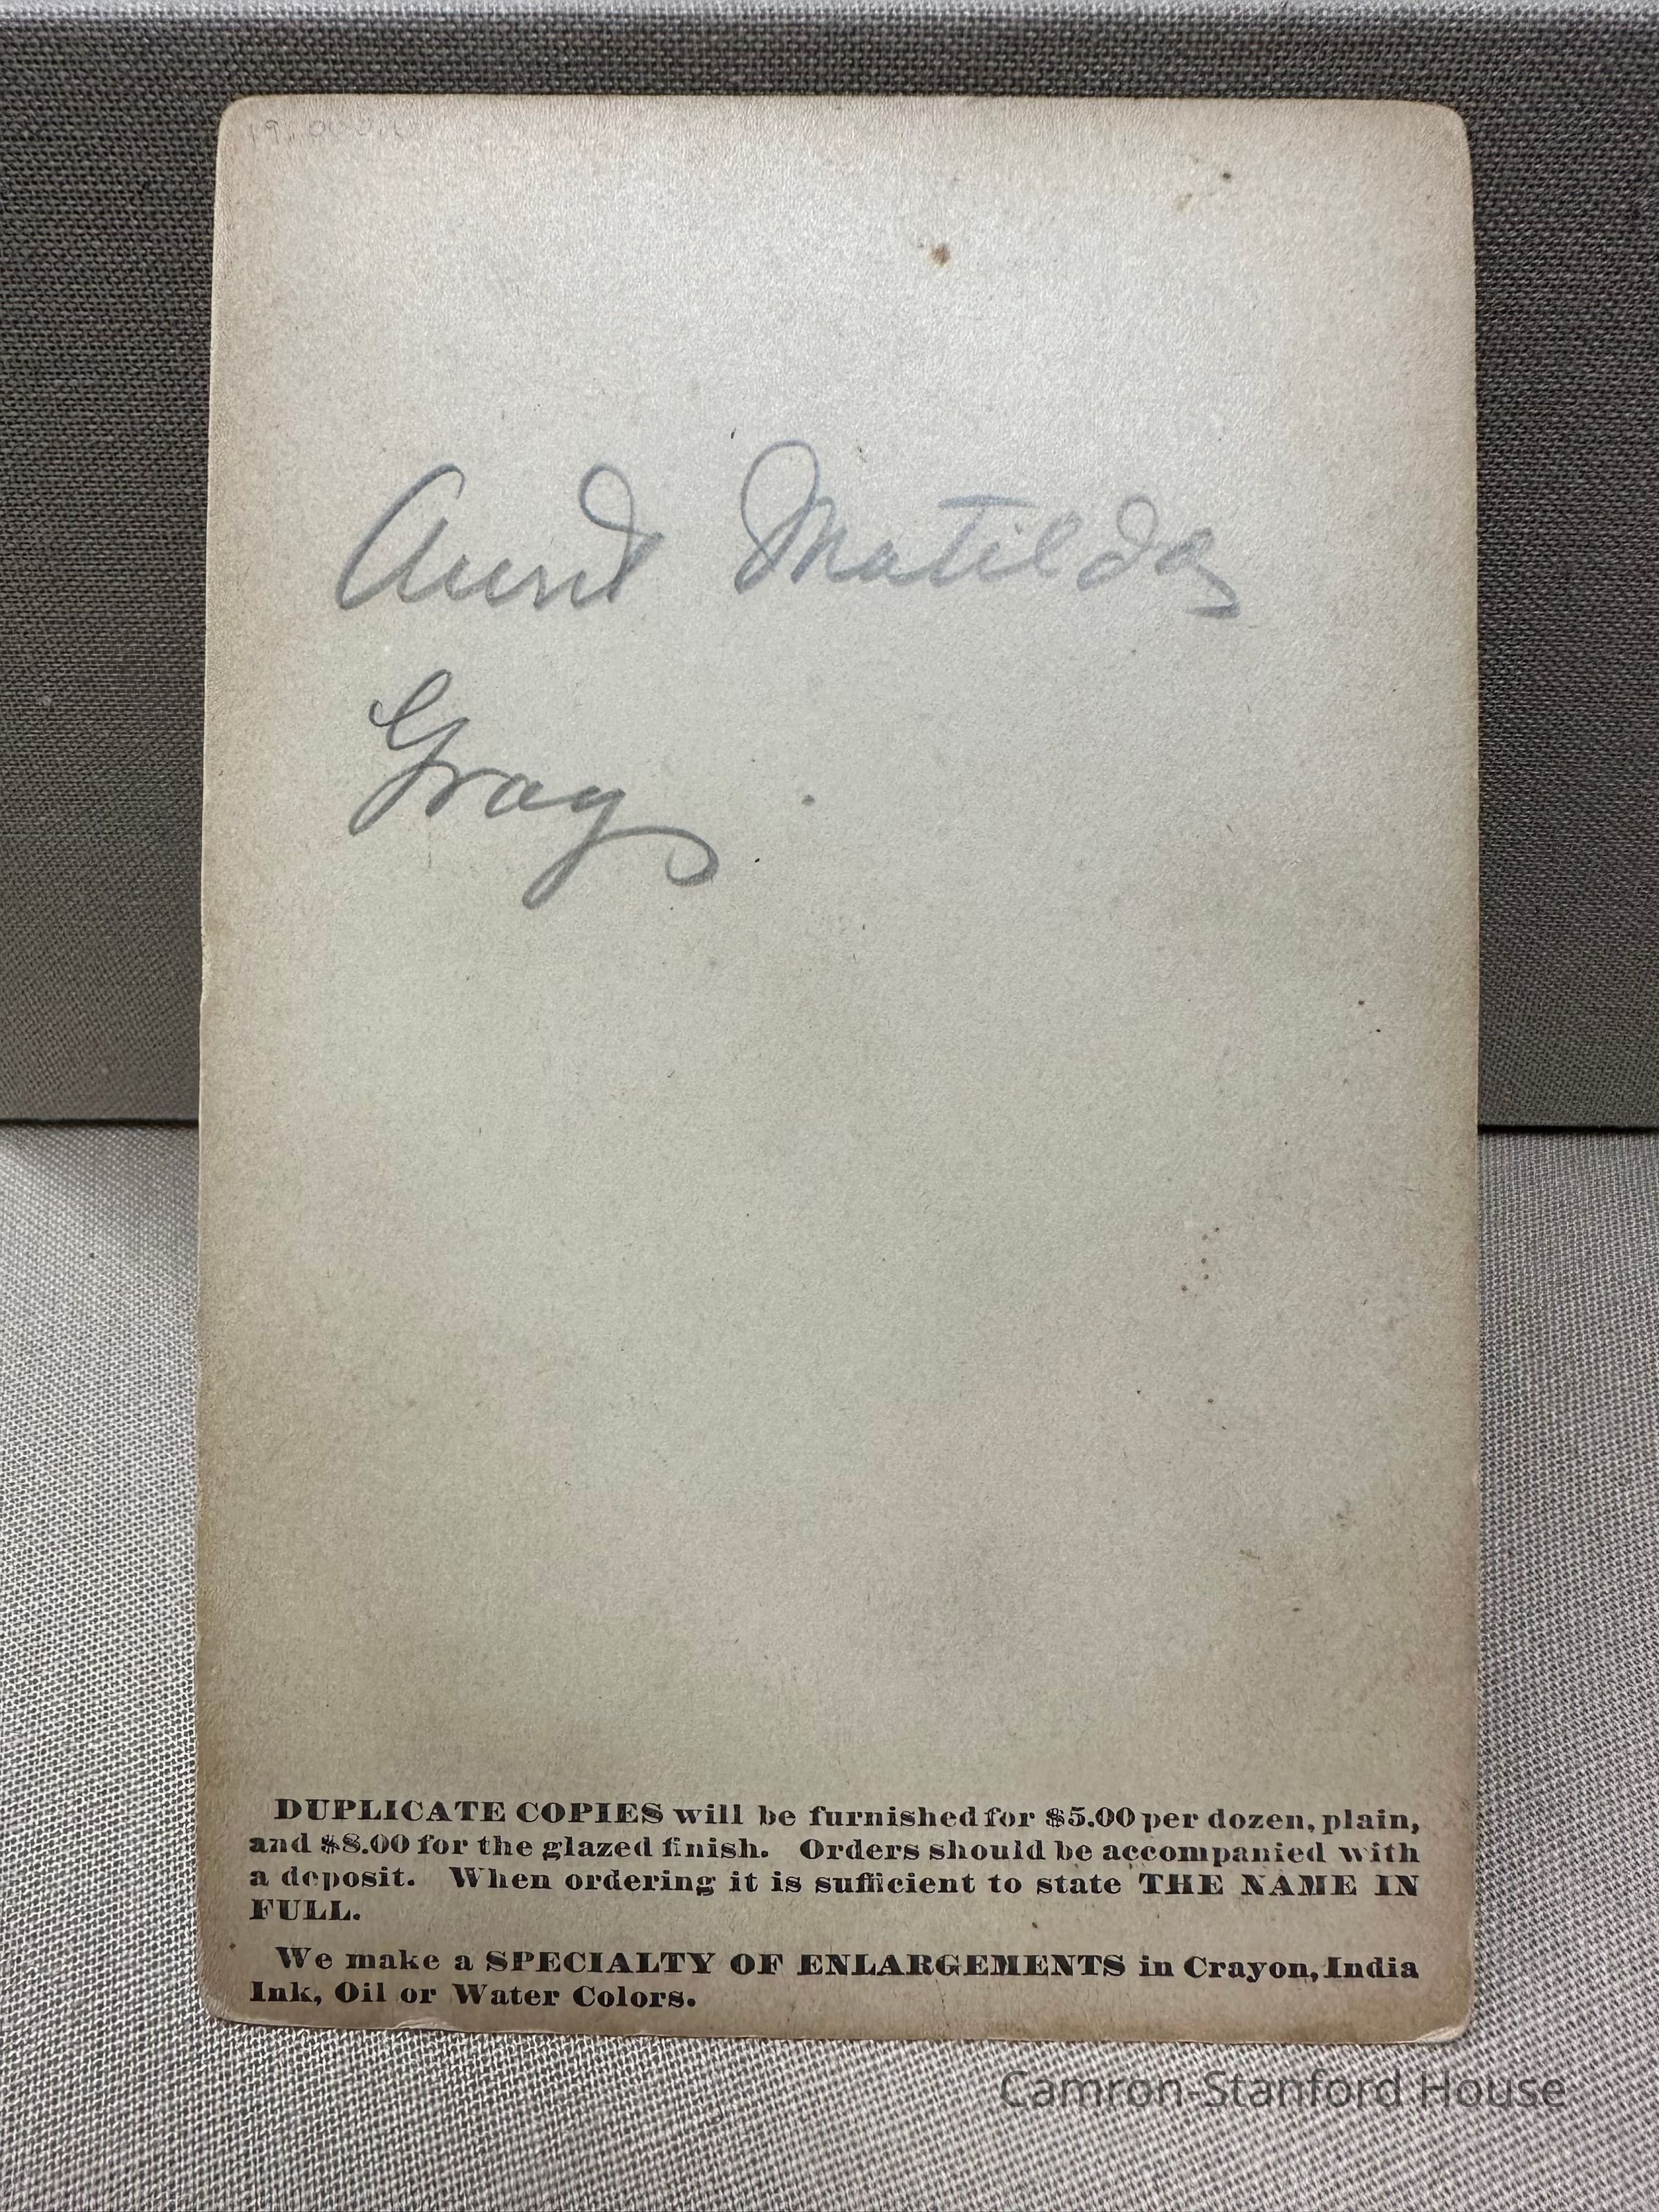 Aunt Matilda
Gray
DUPLICATE COPIES will be furnished for $5.00 per dozen, plain,
and $8.00 for the glazed finish. Orders should be accompanied with
a deposit. When ordering it is sufficient to state THE NAME IN
FULL.
We make a SPECIALTY OF ENLARGEMENTS in Crayon, India
Ink, Oil or Water Colors.
Camron-Stanford House